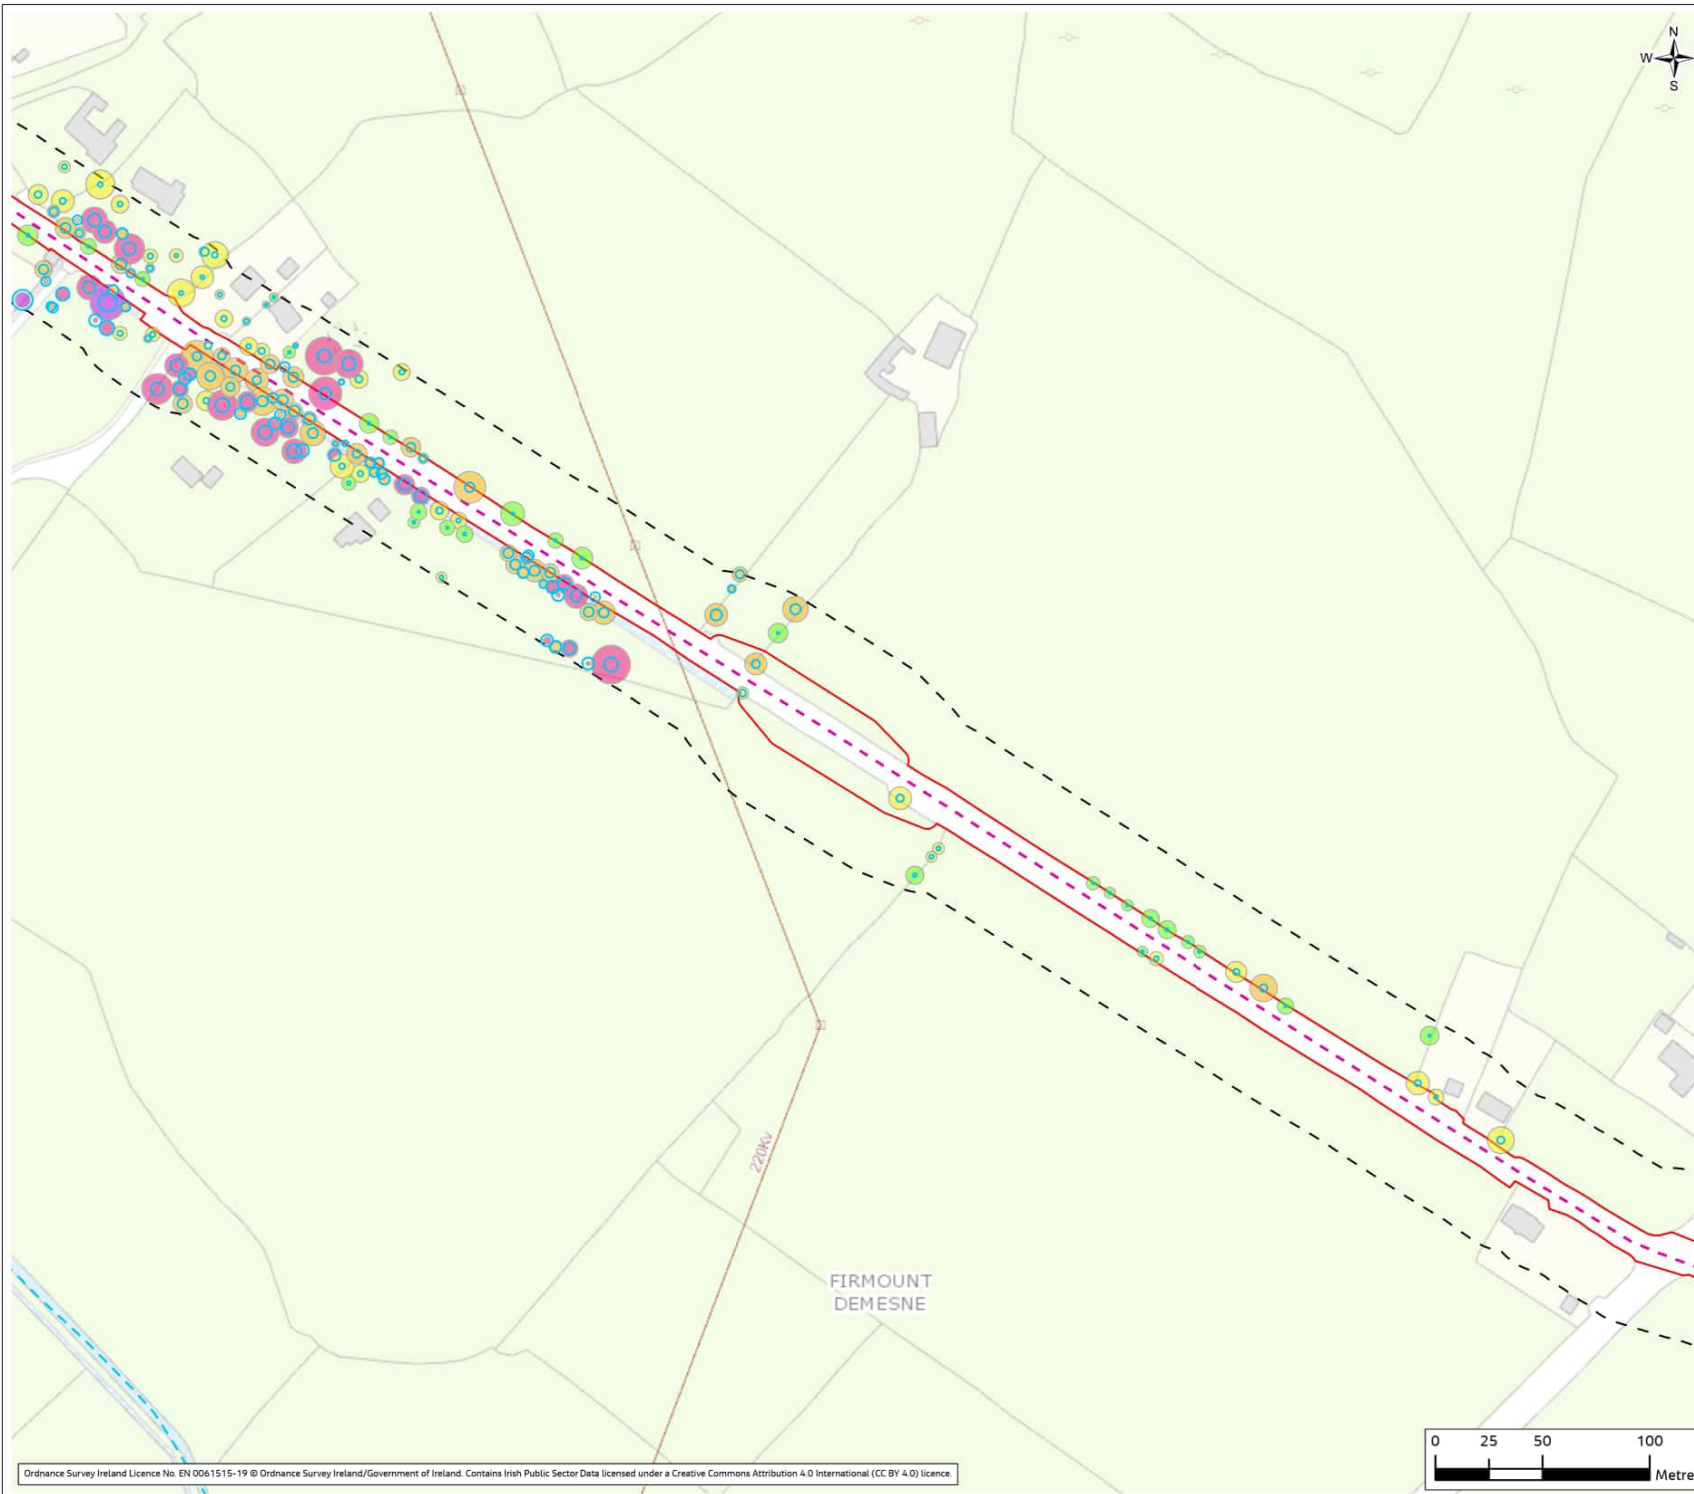 N
W
S
220Kv
FIRMOUNT
DEMESNE
0 25 50 100
Metre
Ordnance Survey Ireland Licence No. EN 0061515-19 © Ordnance Survey Ireland/Government of Ireland. Contains Irish Public Sector Data licensed under a Creative Commons Attribution 4.0 International (CC BY 4.0) licence.